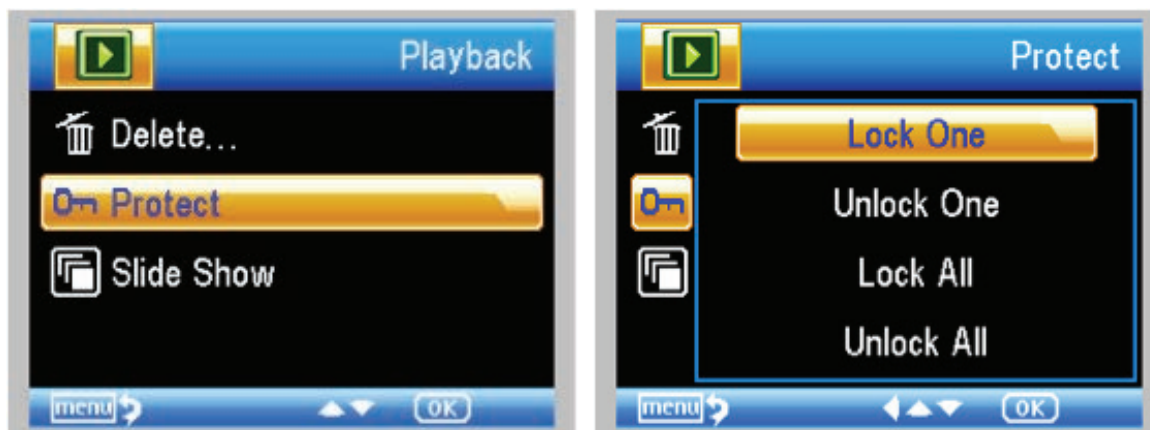 Playback
Delete...
Protect
Slide Show
menu
OK
Protect
Lock One
Unlock One
Lock All
Unlock All
menu
OK